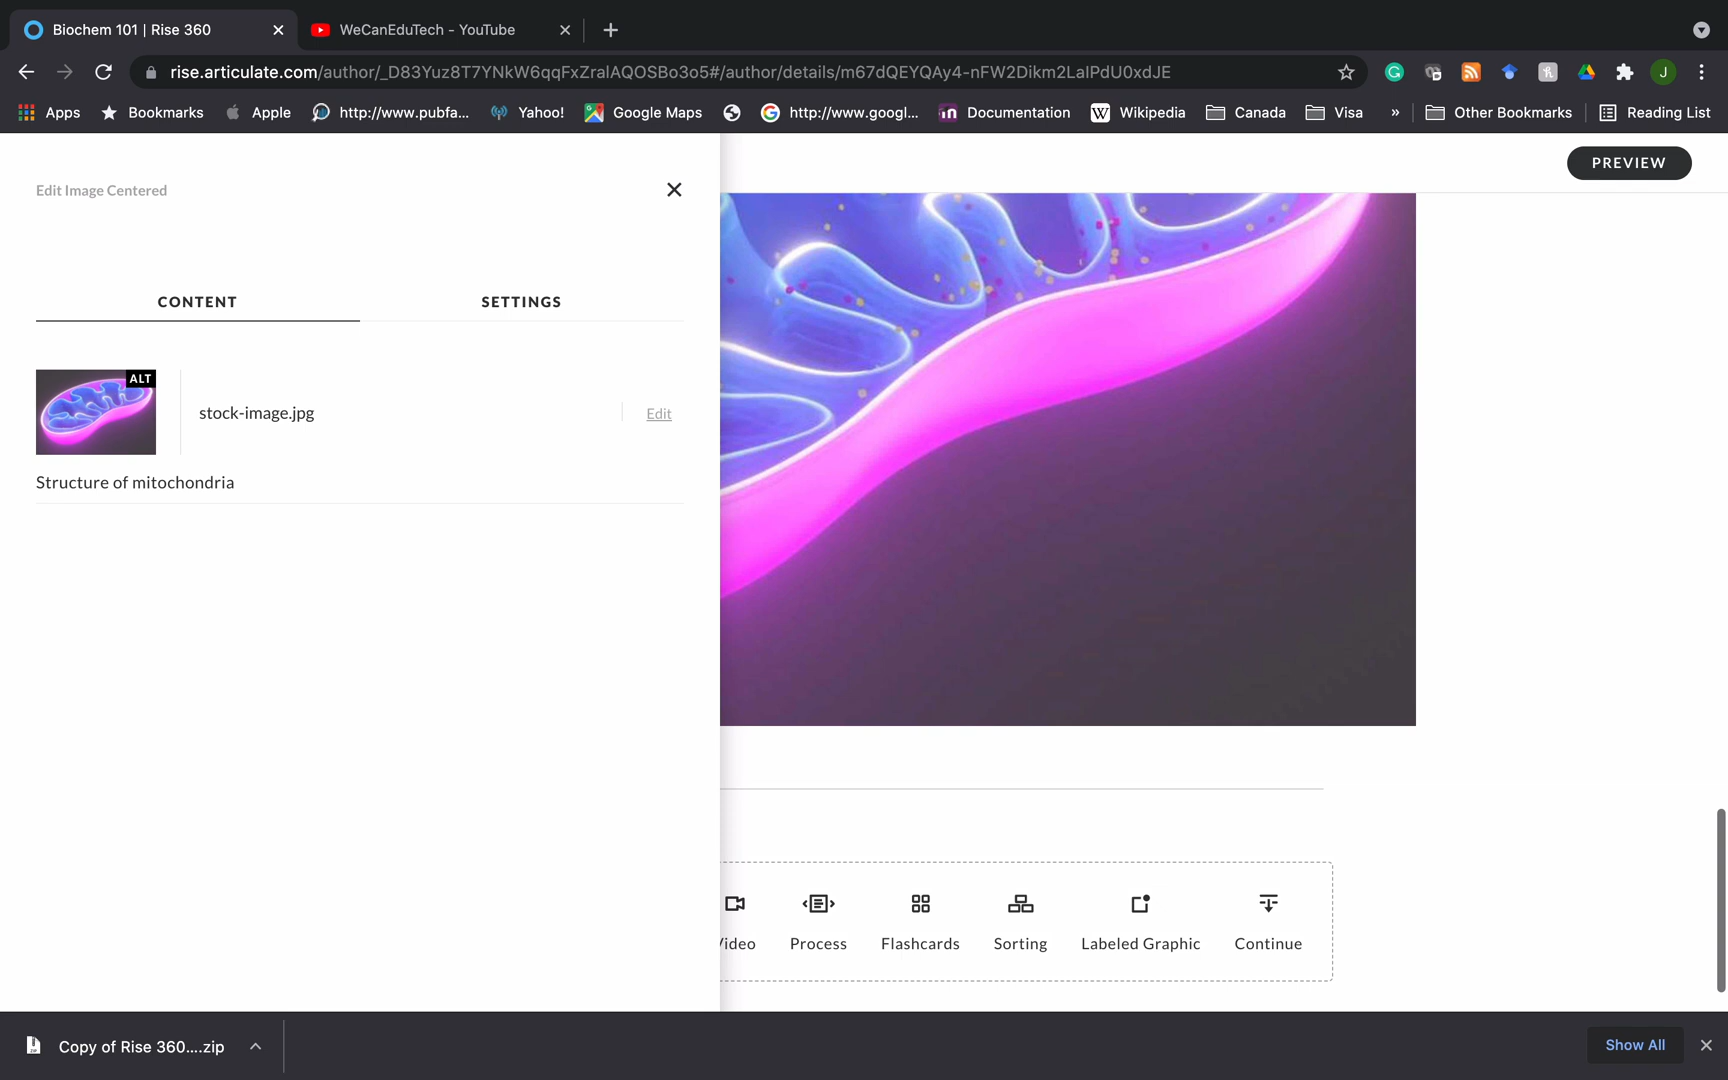 Biochem 101 | Rise 360
WeCanEduTech - YouTube
rise.articulate.com/author/_D83Yuz8T7YNkW6qqFxZralAQOSBo3o5#/author/details/m67dQEYQAy4-nFW2Dikm2LalPdU0xdJE
J
Apps
Bookmarks
Apple
http://www.pubfa...
Yahoo!
Google Maps
http://www.googl...
Documentation
Wikipedia
Canada
Visa
»
Other Bookmarks
Reading List
PREVIEW
Edit Image Centered
CONTENT
SETTINGS
ALT
stock-image.jpg
Edit
Structure of mitochondria
Video
Process
Flashcards
Sorting
Labeled Graphic
Continue
Copy of Rise 360....zip
Show All